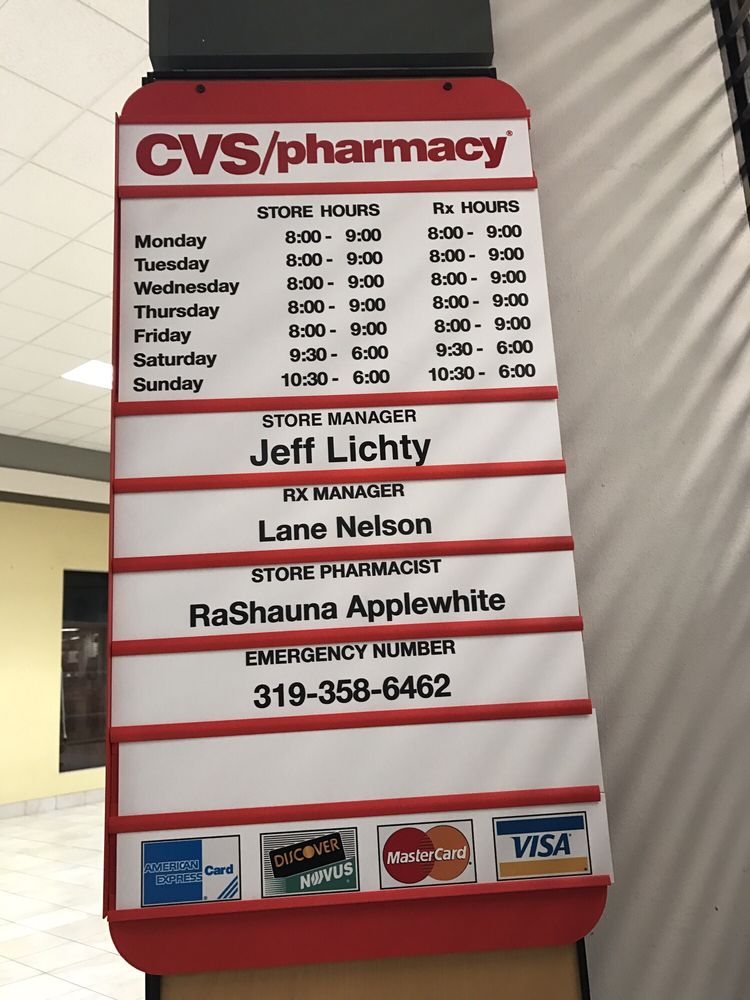 CVS/pharmacy®
STORE HOURS Rx HOURS
Monday 8:00 - 9:00 8:00 - 9:00
Tuesday 8:00 - 9:00 8:00 - 9:00
Wednesday 8:00 - 9:00 8:00 - 9:00
Thursday 8:00 - 9:00 8:00 - 9:00
Friday 8:00 - 9:00 8:00 - 9:00
Saturday 9:30 - 6:00 9:30 - 6:00
Sunday 10:30 - 6:00 10:30 - 6:00
STORE MANAGER
Jeff Lichty
RX MANAGER
Lane Nelson
STORE PHARMACIST
RaShauna Applewhite
EMERGENCY NUMBER
319-358-6462
AMERICAN EXPRESS Card
DISCOVER
NOVUS
MasterCard
VISA